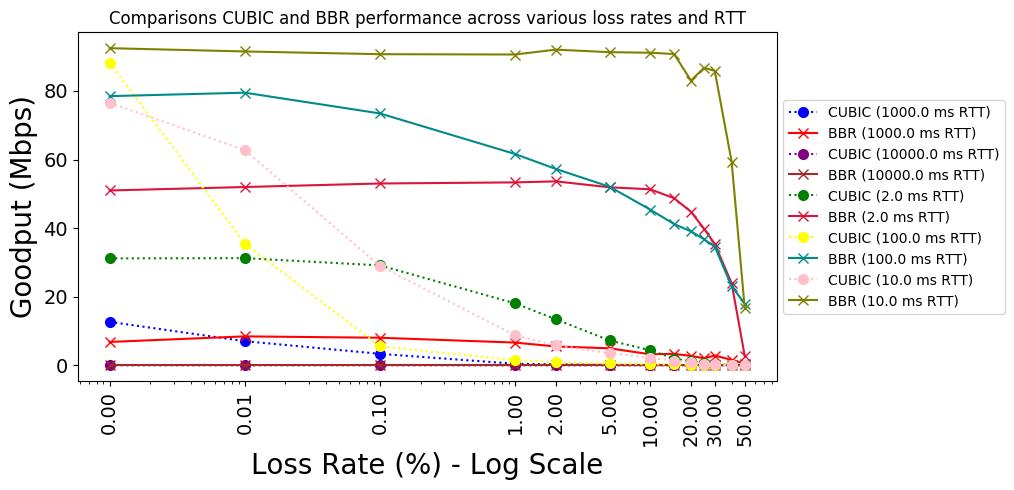 Comparisons CUBIC and BBR performance across various loss rates and RTT
Goodput (Mbps)
80
60
40
20
0
0.00
0.01
0.10
1.00
2.00
5.00
10.00
20.00
30.00
50.00
Loss Rate (%) - Log Scale
CUBIC (1000.0 ms RTT)
BBR (1000.0 ms RTT)
CUBIC (10000.0 ms RTT)
BBR (10000.0 ms RTT)
CUBIC (2.0 ms RTT)
BBR (2.0 ms RTT)
CUBIC (100.0 ms RTT)
BBR (100.0 ms RTT)
CUBIC (10.0 ms RTT)
BBR (10.0 ms RTT)